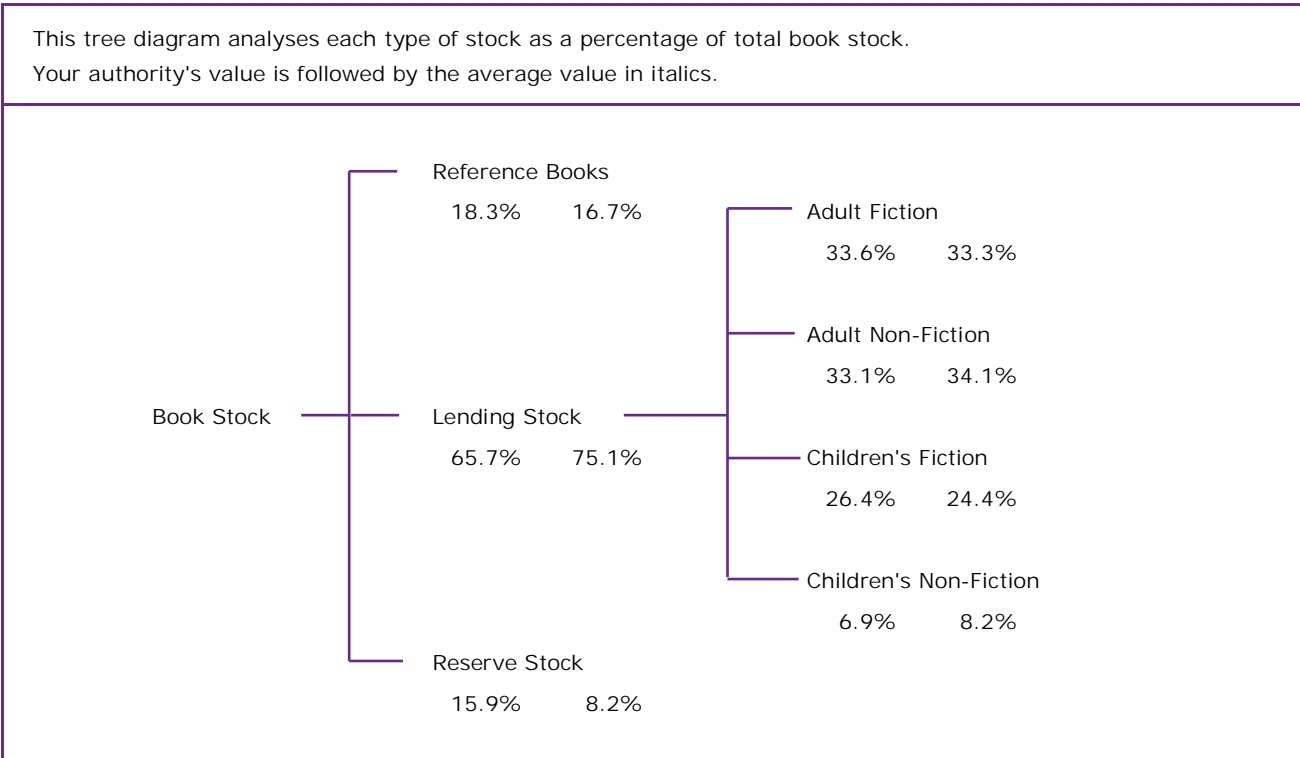 This tree diagram analyses each type of stock as a percentage of total book stock.
Your authority's value is followed by the average value in italics.
Reference Books
18.3% 16.7%
Adult Fiction
33.6% 33.3%
Adult Non-Fiction
33.1% 34.1%
Book Stock
Lending Stock
65.7% 75.1%
Children's Fiction
26.4% 24.4%
Children's Non-Fiction
6.9% 8.2%
Reserve Stock
15.9% 8.2%